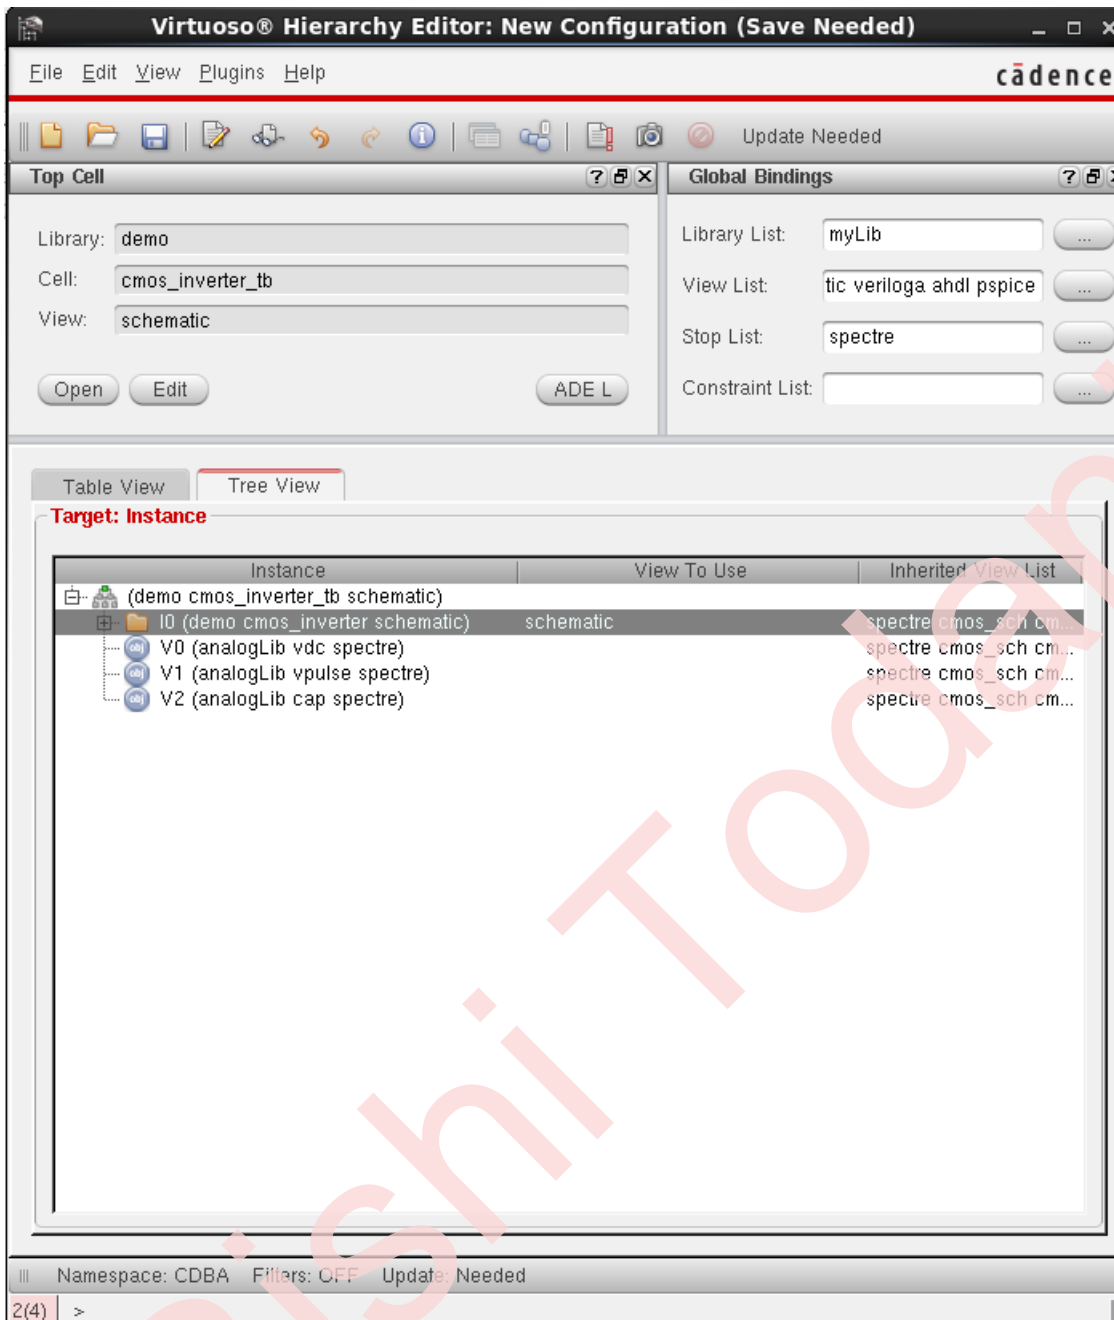 Virtuoso® Hierarchy Editor: New Configuration (Save Needed)
File Edit View Plugins Help
cādence
Update Needed
Top Cell
Library: demo
Cell: cmos_inverter_tb
View: schematic
Open Edit ADE L
Global Bindings
Library List: myLib ...
View List: tic veriloga ahdl pspice ...
Stop List: spectre ...
Constraint List: ...
Table View Tree View
Target: Instance
Instance View To Use Inherited View List
(demo cmos_inverter_tb schematic)
I0 (demo cmos_inverter schematic) schematic spectre cmos_sch cm...
V0 (analogLib vdc spectre) spectre cmos_sch cm...
V1 (analogLib vpulse spectre) spectre cmos_sch cm...
V2 (analogLib cap spectre) spectre cmos_sch cm...
Namespace: CDBA Filters: OFF Update: Needed
2(4) >
ishi Todan